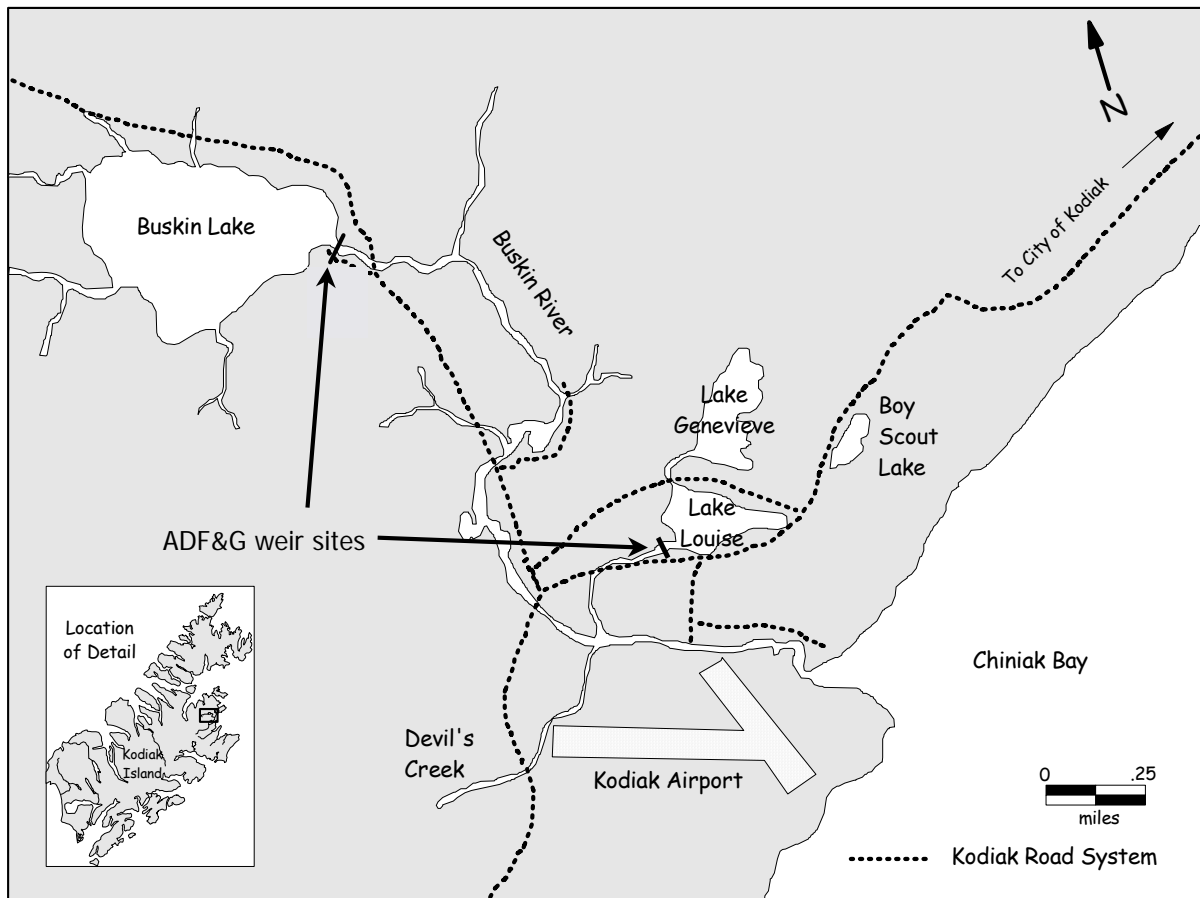 N
To City of Kodiak
Buskin Lake
Buskin River
Lake
Genevieve
Boy
Scout
Lake
Lake
Louise
ADF&G weir sites
Location
of Detail
Kodiak
Island
Chiniak Bay
Devil's
Creek
Kodiak Airport
0 .25
miles
Kodiak Road System